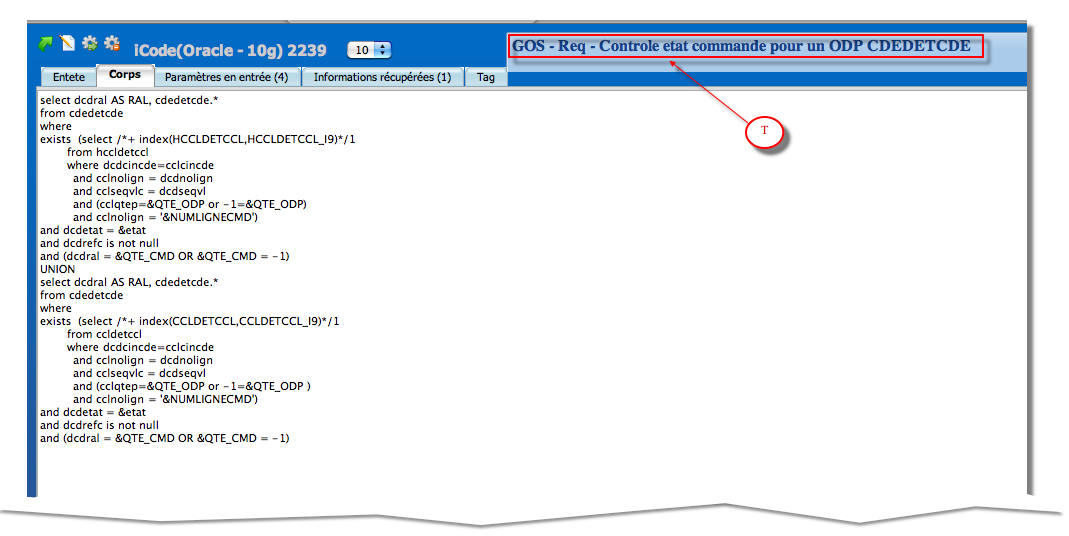 iCode(Oracle - 10g) 2239 10
GOS - Req - Controle etat commande pour un ODP CDEDETCDE
Entete Corps Paramètres en entrée (4) Informations récupérées (1) Tag
T
select dcdral AS RAL, cdedetcde.*
from cdedetcde
where
exists (select /*+ index(HCCLDETCCL,HCCLDETCCL_I9)*/1
from hccldetccl
where dcdcincde=cclcincde
and cclnolign = dcdnolign
and cclseqvlc = dcdseqvl
and (cclqtep=&QTE_ODP or -1=&QTE_ODP)
and cclnolign = '&NUMLIGNECMD')
and dcdetat = &etat
and dcdrefc is not null
and (dcdral = &QTE_CMD OR &QTE_CMD = -1)
UNION
select dcdral AS RAL, cdedetcde.*
from cdedetcde
where
exists (select /*+ index(CCLDETCCL,CCLDETCCL_I9)*/1
from ccldetccl
where dcdcincde=cclcincde
and cclnolign = dcdnolign
and cclseqvlc = dcdseqvl
and (cclqtep=&QTE_ODP or -1=&QTE_ODP )
and cclnolign = '&NUMLIGNECMD')
and dcdetat = &etat
and dcdrefc is not null
and (dcdral = &QTE_CMD OR &QTE_CMD = -1)